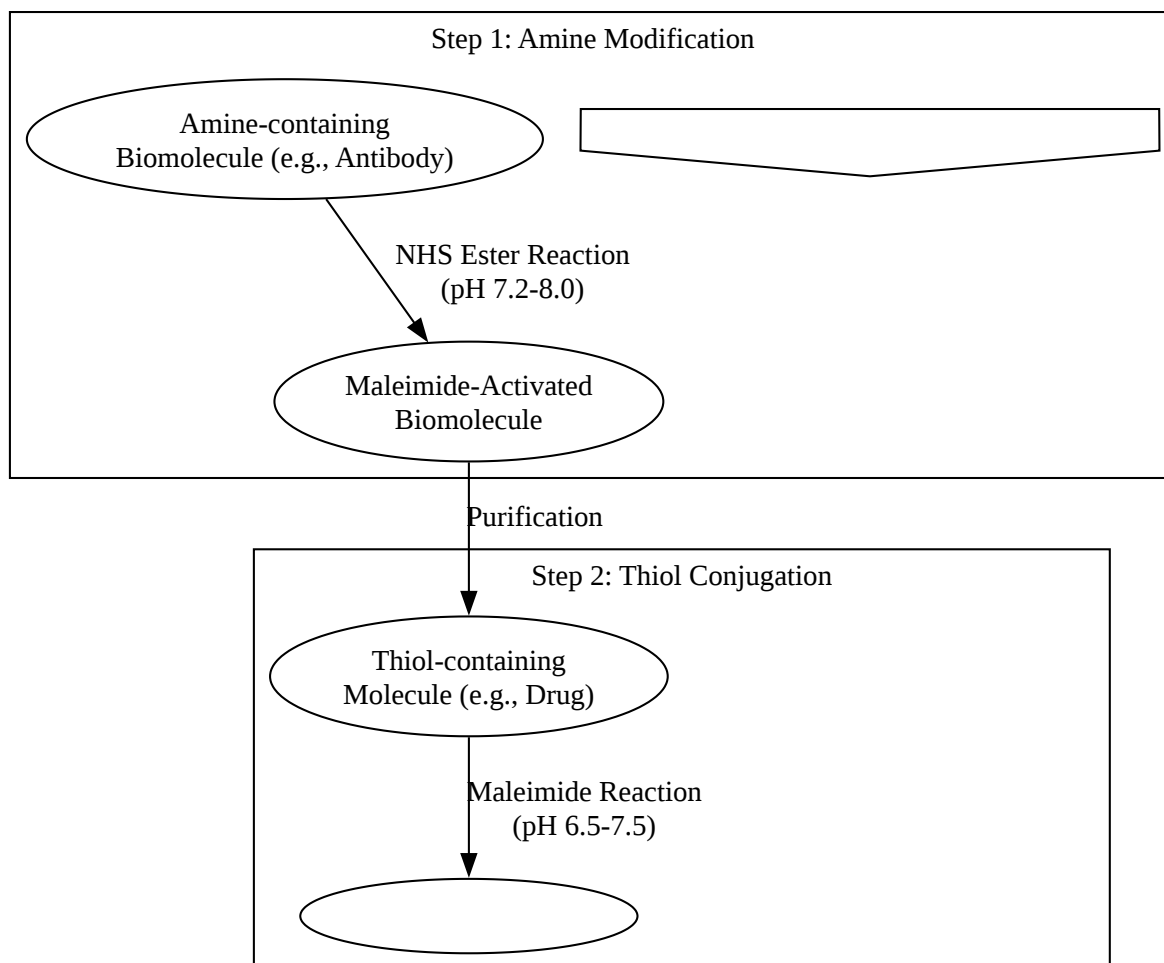 Step 1: Amine Modification
Amine-containing
Biomolecule (e.g., Antibody)
NHS Ester Reaction
(pH 7.2-8.0)
Maleimide-Activated
Biomolecule
Purification
Step 2: Thiol Conjugation
Thiol-containing
Molecule (e.g., Drug)
Maleimide Reaction
(pH 6.5-7.5)